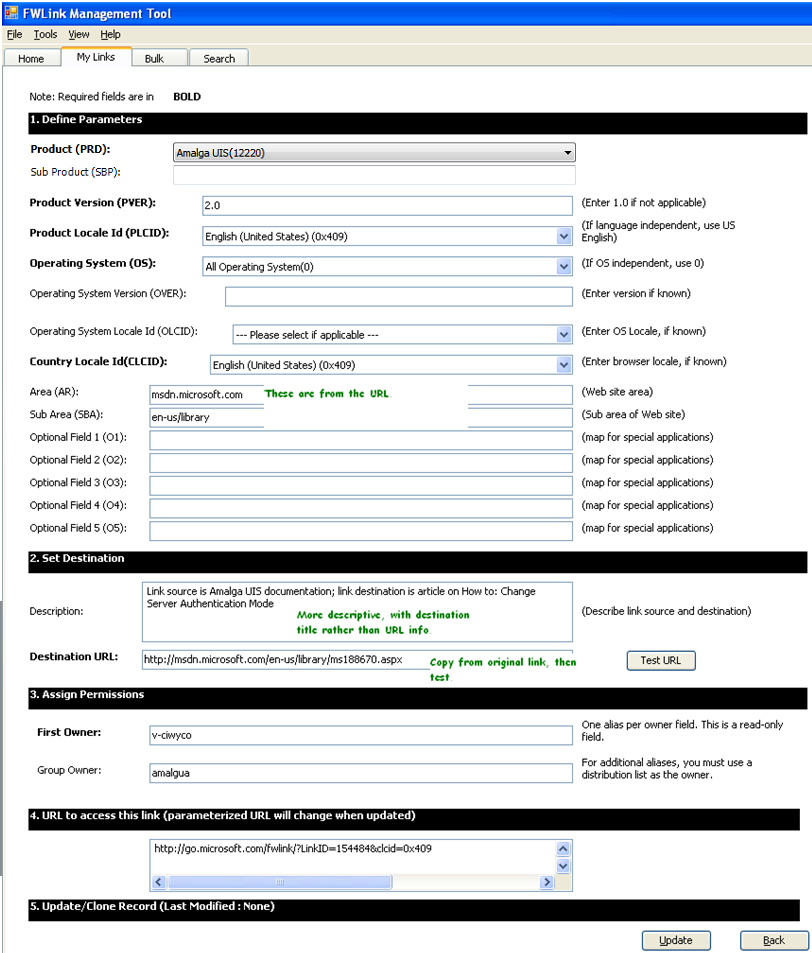 FWLink Management Tool
File Tools View Help
Home My Links Bulk Search
Note: Required fields are in BOLD
1. Define Parameters
Product (PRD): Amalga UIS(12220)
Sub Product (SBP):
Product Version (PVER): 2.0 (Enter 1.0 if not applicable)
Product Locale Id (PLCID): English (United States) (0x409) (If language independent, use US
English)
Operating System (OS): All Operating System(0) (If OS independent, use 0)
Operating System Version (OVER): (Enter version if known)
Operating System Locale Id (OLCID): --- Please select if applicable --- (Enter OS Locale, if known)
Country Locale Id(CLCID): English (United States) (0x409) (Enter browser locale, if known)
Area (AR): msdn.microsoft.com These are from the URL. (Web site area)
Sub Area (SBA): en-us/library (Sub area of Web site)
Optional Field 1 (O1): (map for special applications)
Optional Field 2 (O2): (map for special applications)
Optional Field 3 (O3): (map for special applications)
Optional Field 4 (O4): (map for special applications)
Optional Field 5 (O5): (map for special applications)
2. Set Destination
Link source is Amalga UIS documentation; link destination is article on How to: Change
Server Authentication Mode
Description: (Describe link source and destination)
More descriptive, with destination
title rather than URL info.
Destination URL: http://msdn.microsoft.com/en-us/library/ms188670.aspx Copy from original link, then Test URL
test.
3. Assign Permissions
First Owner: v-ciwyco One alias per owner field. This is a read-only
field.
Group Owner: amalgua For additional aliases, you must use a
distribution list as the owner.
4. URL to access this link (parameterized URL will change when updated)
http://go.microsoft.com/fwlink/?LinkID=154484&clcid=0x409
5. Update/Clone Record (Last Modified : None)
Update Back